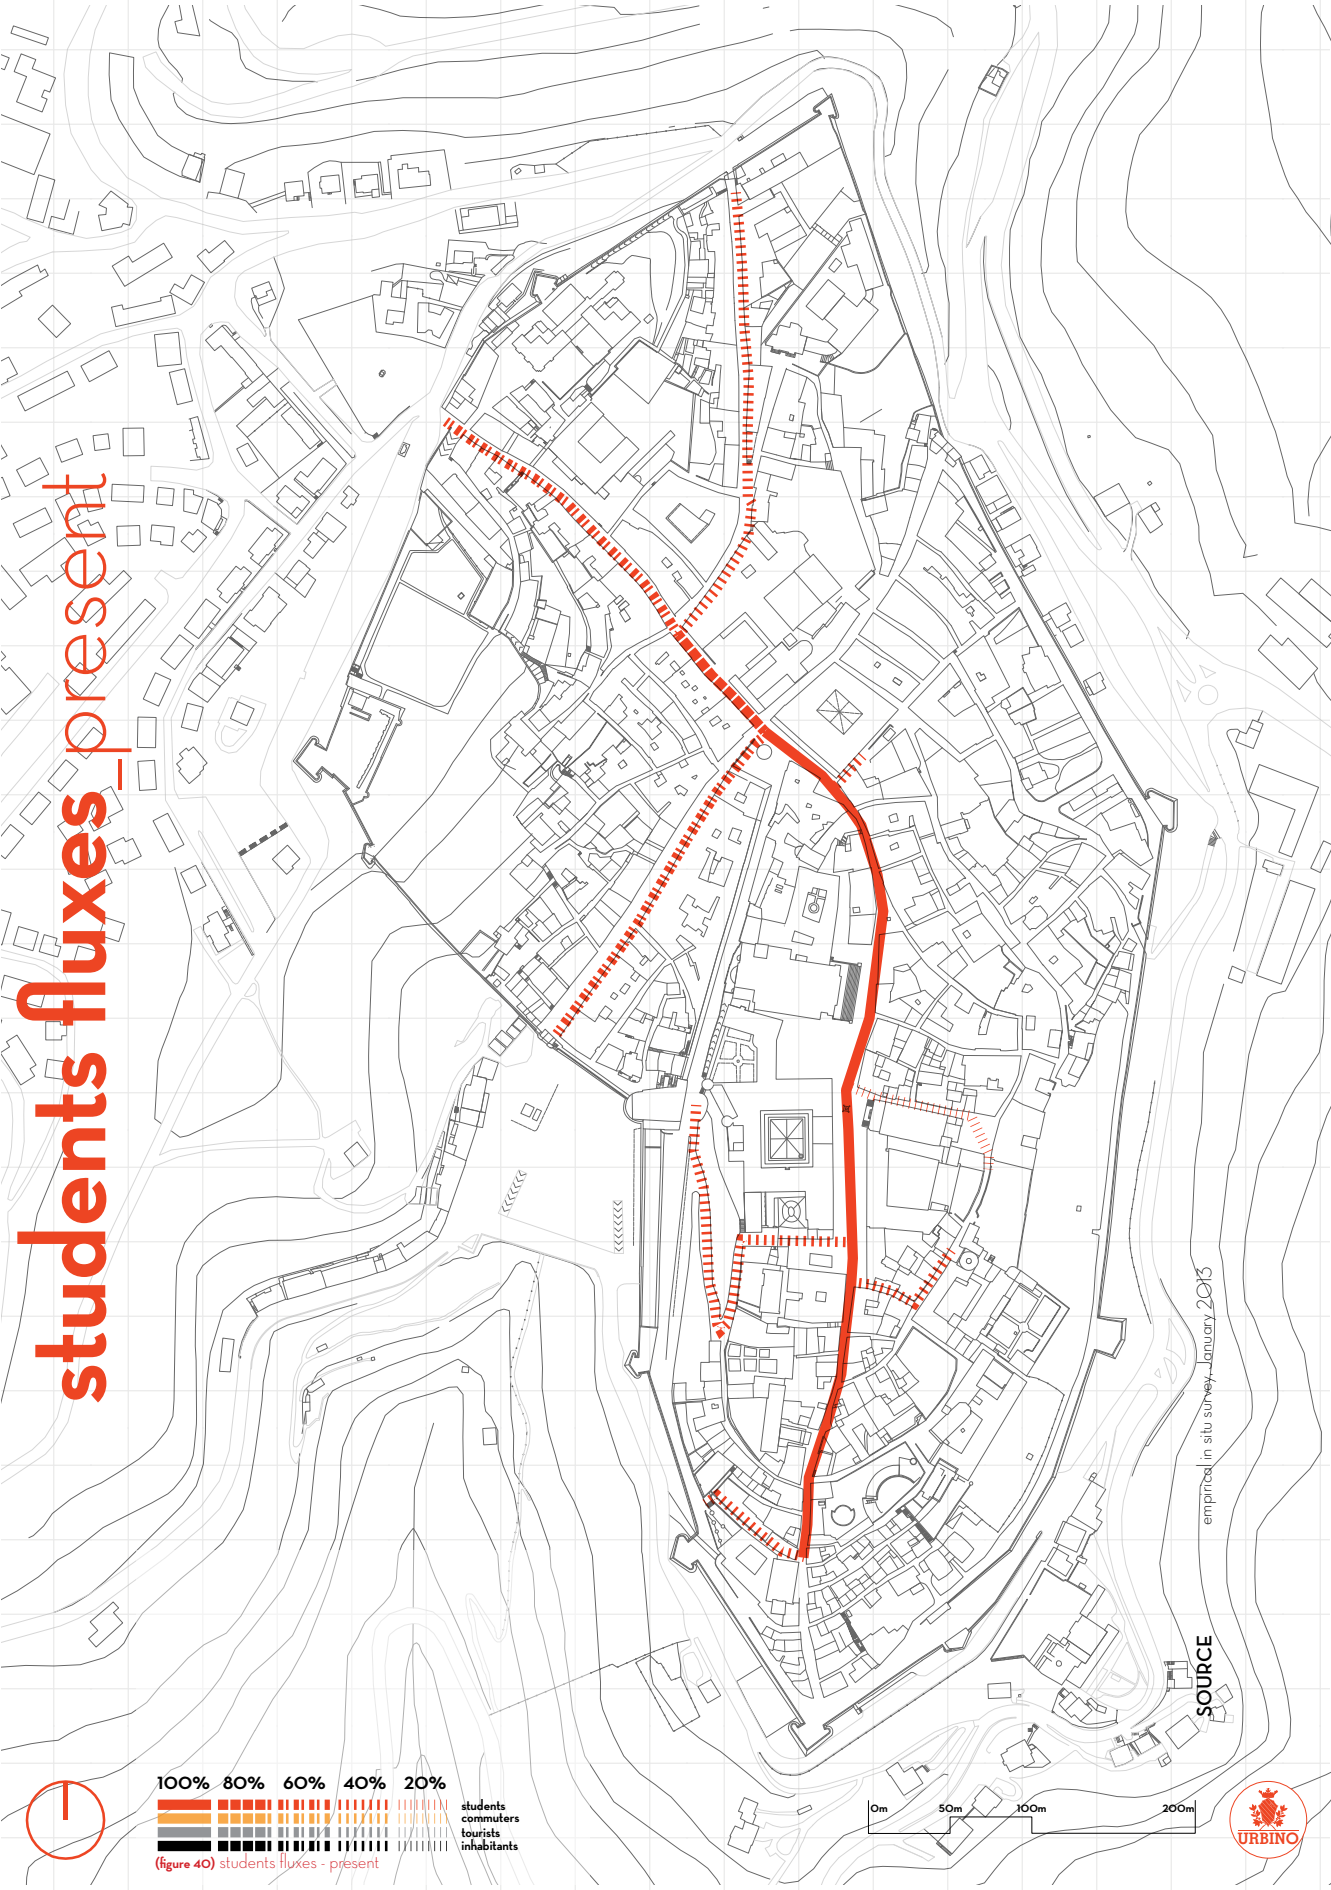 students fluxes_present
empirical in situ survey, January 2013
SOURCE
100% 80% 60% 40% 20%
students
commuters
tourists
inhabitants
(figure 40) students fluxes - present
0m 50m 100m 200m
URBINO